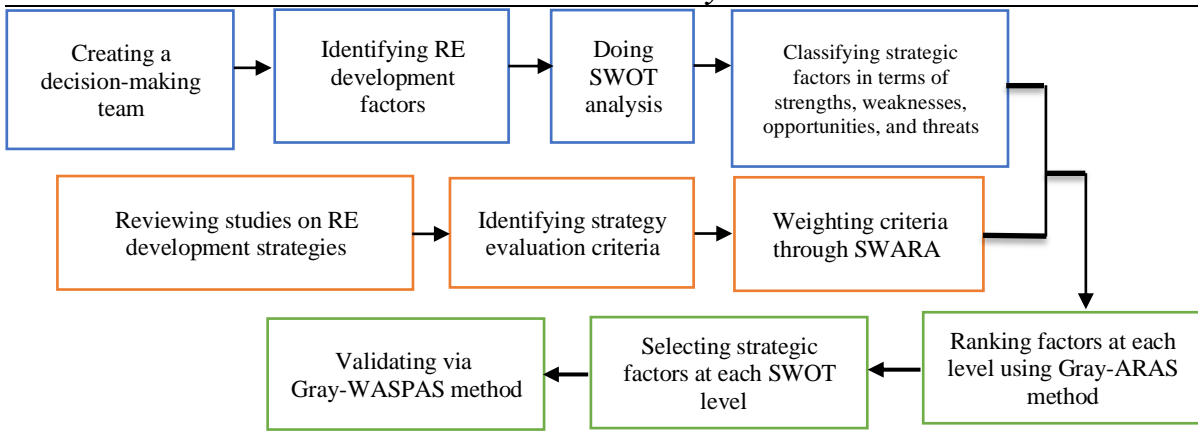 Creating a
decision-making
team
Identifying RE
development
factors
Doing
SWOT
analysis
Classifying strategic
factors in terms of
strengths, weaknesses,
opportunities, and threats
Reviewing studies on RE
development strategies
Identifying strategy
evaluation criteria
Weighting criteria
through SWARA
Ranking factors at each
level using Gray-ARAS
method
Selecting strategic
factors at each SWOT
level
Validating via
Gray-WASPAS method